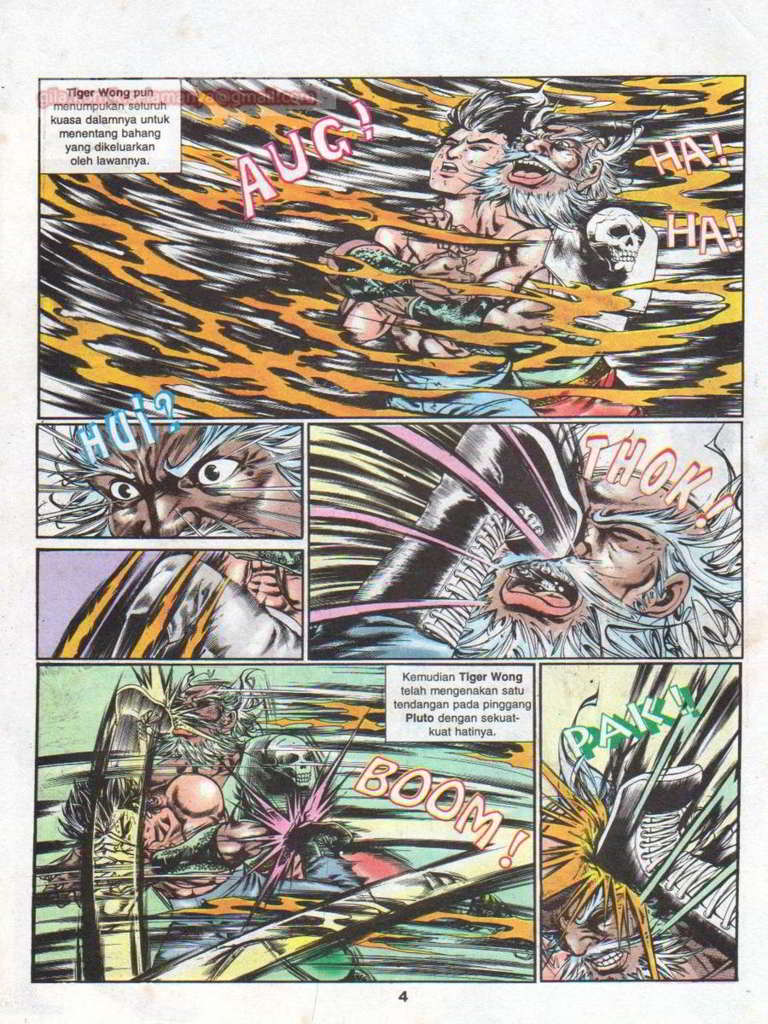 Tiger Wong pun
menumpukan seluruh
kuasa dalamnya untuk
menentang bahang
yang dikeluarkan
oleh lawannya.
AUG!
HA!
HA!
HUI?
THOK!
Kemudian Tiger Wong
telah mengenakan satu
tendangan pada pinggang
Pluto dengan sekuat-
kuat hatinya.
BOOM!
PAK!
4